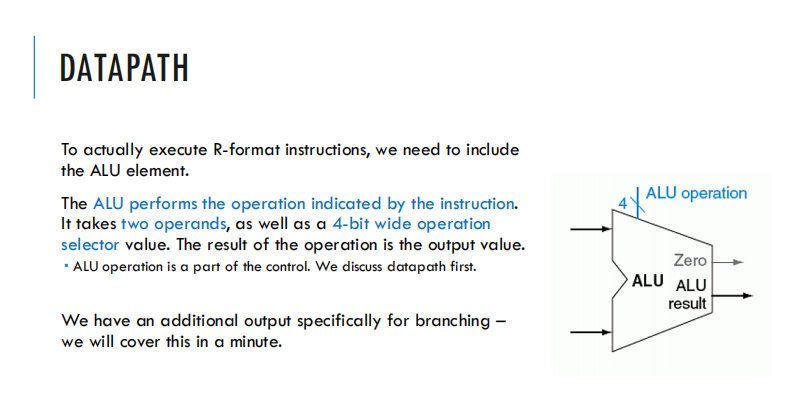 DATAPATH
To actually execute R-format instructions, we need to include
the ALU element.
The ALU performs the operation indicated by the instruction.
It takes two operands, as well as a 4-bit wide operation
selector value. The result of the operation is the output value.
▪ ALU operation is a part of the control. We discuss datapath first.
We have an additional output specifically for branching –
we will cover this in a minute.
4
ALU operation
Zero
ALU
ALU
result